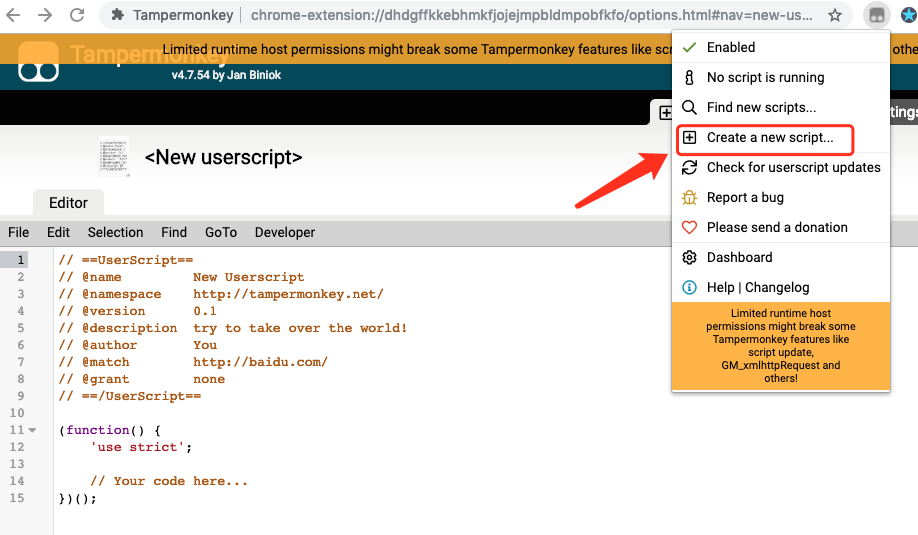 Tampermonkey
chrome-extension://dhdgffkkebhmkfjojejmpbldmpobfkfo/options.html#nav=new-us...
Tampermonkey
Limited runtime host permissions might break some Tampermonkey features like scr
othe
v4.7.54 by Jan Biniok
tings
<New userscript>
Editor
File Edit Selection Find GoTo Developer
1 // ==UserScript==
2 // @name New Userscript
3 // @namespace http://tampermonkey.net/
4 // @version 0.1
5 // @description try to take over the world!
6 // @author You
7 // @match http://baidu.com/
8 // @grant none
9 // ==/UserScript==
10
11 (function() {
12 'use strict';
13
14 // Your code here...
15 })();
Enabled
No script is running
Find new scripts...
Create a new script...
Check for userscript updates
Report a bug
Please send a donation
Dashboard
Help | Changelog
Limited runtime host
permissions might break some
Tampermonkey features like
script update,
GM_xmlhttpRequest and
others!